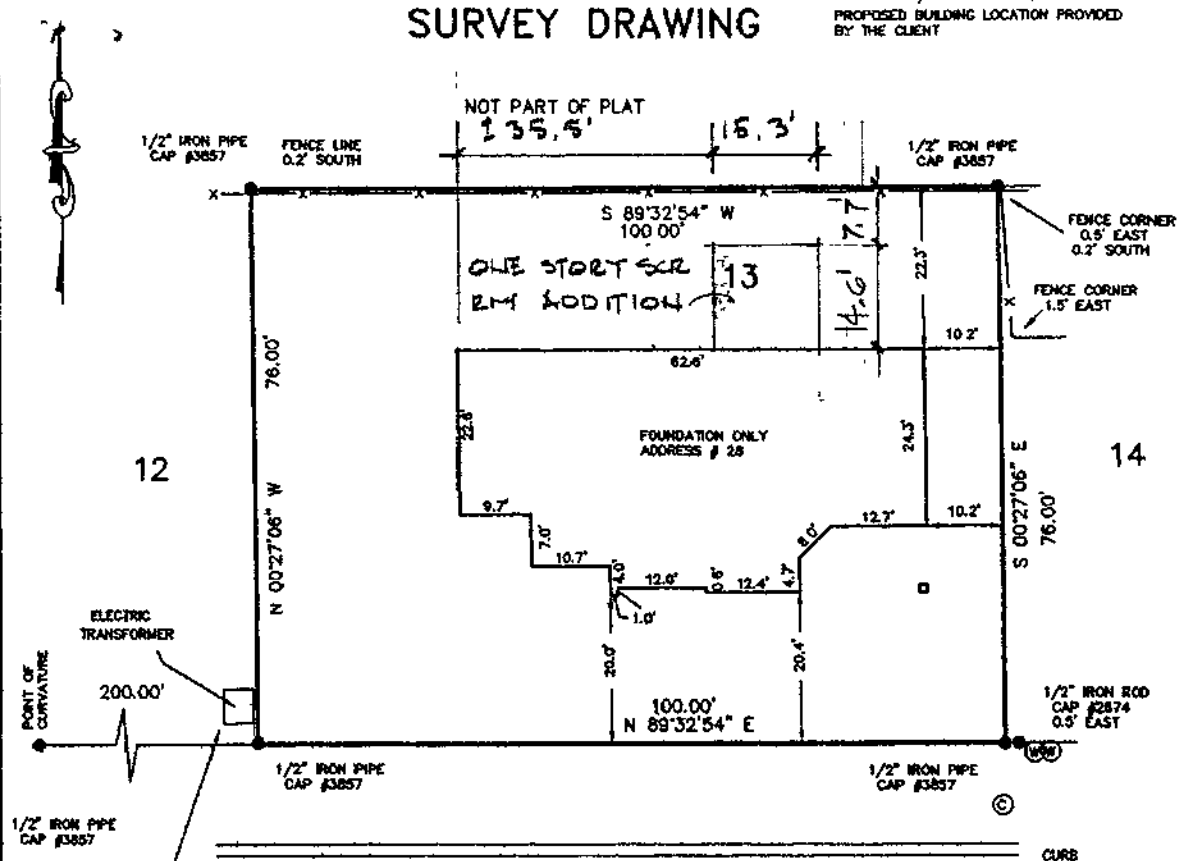 SURVEY DRAWING
PROPOSED BUILDING LOCATION PROVIDED
BY THE CLIENT
NOT PART OF PLAT
± 35.5'
15.3'
1/2" IRON PIPE
CAP #3857
FENCE LINE
0.2' SOUTH
1/2" IRON PIPE
CAP #3857
S 89°32'54" W
100.00'
7.7'
FENCE CORNER
0.5' EAST
0.2' SOUTH
ONE STORY SCR
RM ADDITION
13
14.6'
22.3'
FENCE CORNER
1.5' EAST
10.2'
76.00'
62.6'
22.6'
FOUNDATION ONLY
ADDRESS # 28
24.3'
12
14
N 00°27'06" W
S 00°27'06" E
76.00'
9.7'
7.0'
10.7'
4.0'
12.0'
0.6'
12.4'
4.7'
8.0'
12.7'
10.2'
1.0'
ELECTRIC
TRANSFORMER
20.0'
20.4'
POINT OF
CURVATURE
200.00'
100.00'
N 89°32'54" E
1/2" IRON ROD
CAP #2874
0.5' EAST
WW
1/2" IRON PIPE
CAP #3857
1/2" IRON PIPE
CAP #3857
C
1/2" IRON PIPE
CAP #3857
CURB